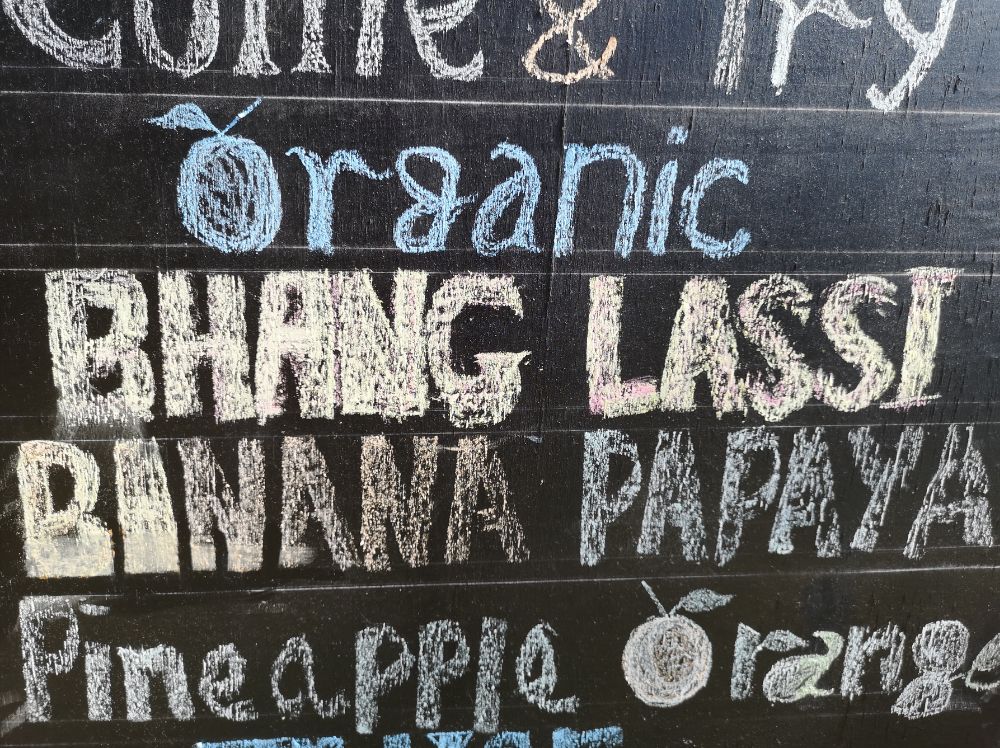 Come & Try
Organic
BHANG LASSI
BANANA PAPAYA
Pineapple Orange